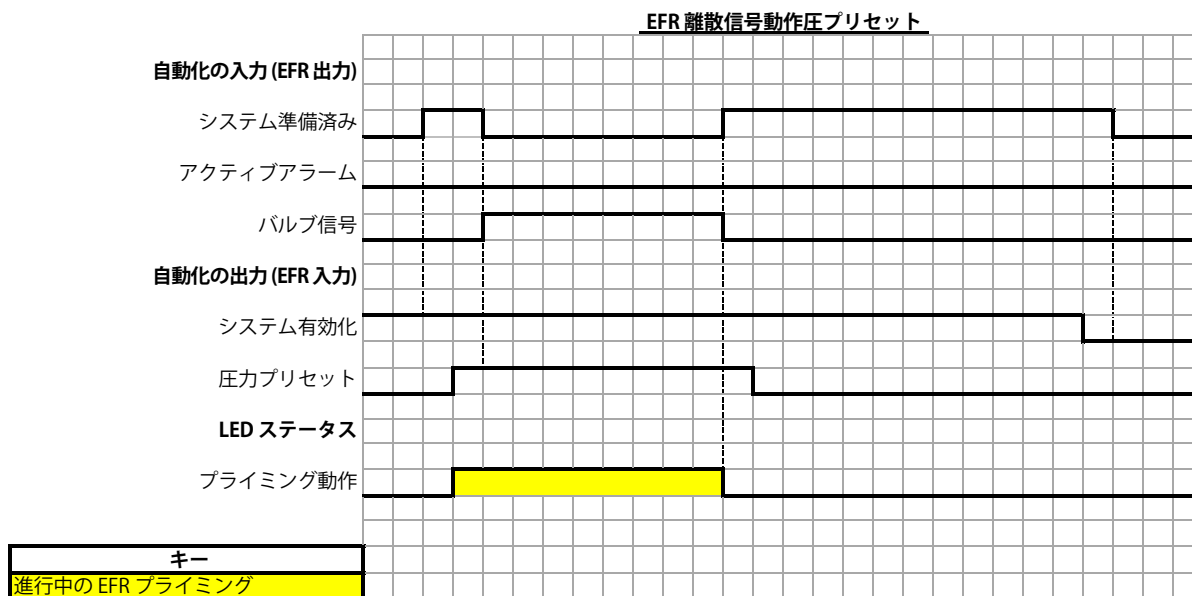 EFR 離散信号動作圧プリセット
自動化の入力 (EFR 出力)
システム準備済み
アクティブアラーム
バルブ信号
自動化の出力 (EFR 入力)
システム有効化
圧力プリセット
LED ステータス
プライミング動作
キー
進行中の EFR プライミング